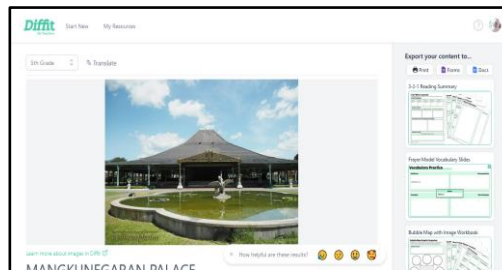 Diffit
Start New
My Resources
5th Grade
Translate
Export your content to...
Print
Forms
Docs
3-2-1 Reading Summary
Frayer Model Vocabulary Slides
Vocabulary Practice
Bubble Map with Image Workbook
Learn more about images in Diffit
How helpful are these results?
MANGKUNEGARAN PALACE